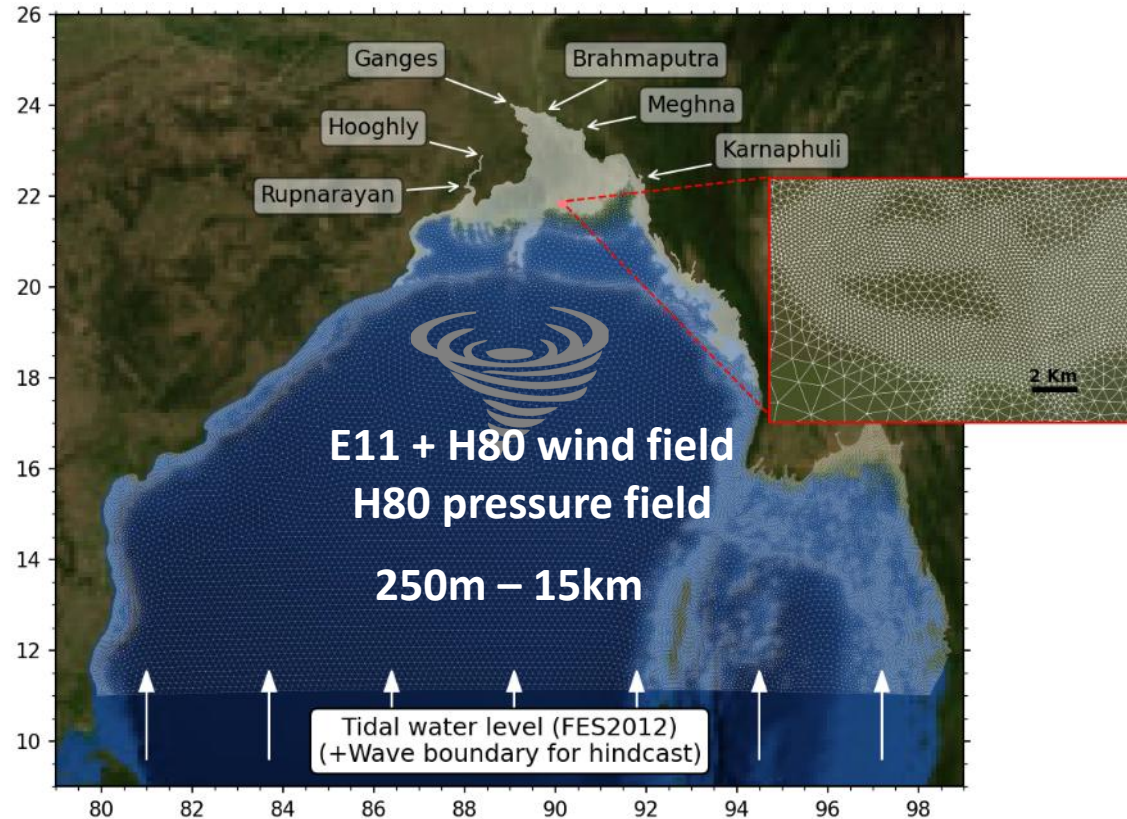 26
24
22
20
18
16
14
12
10
Ganges
Brahmaputra
Meghna
Hooghly
Karnaphuli
Rupnarayan
2 Km
E11 + H80 wind field
H80 pressure field
250m – 15km
Tidal water level (FES2012)
(+Wave boundary for hindcast)
80 82 84 86 88 90 92 94 96 98